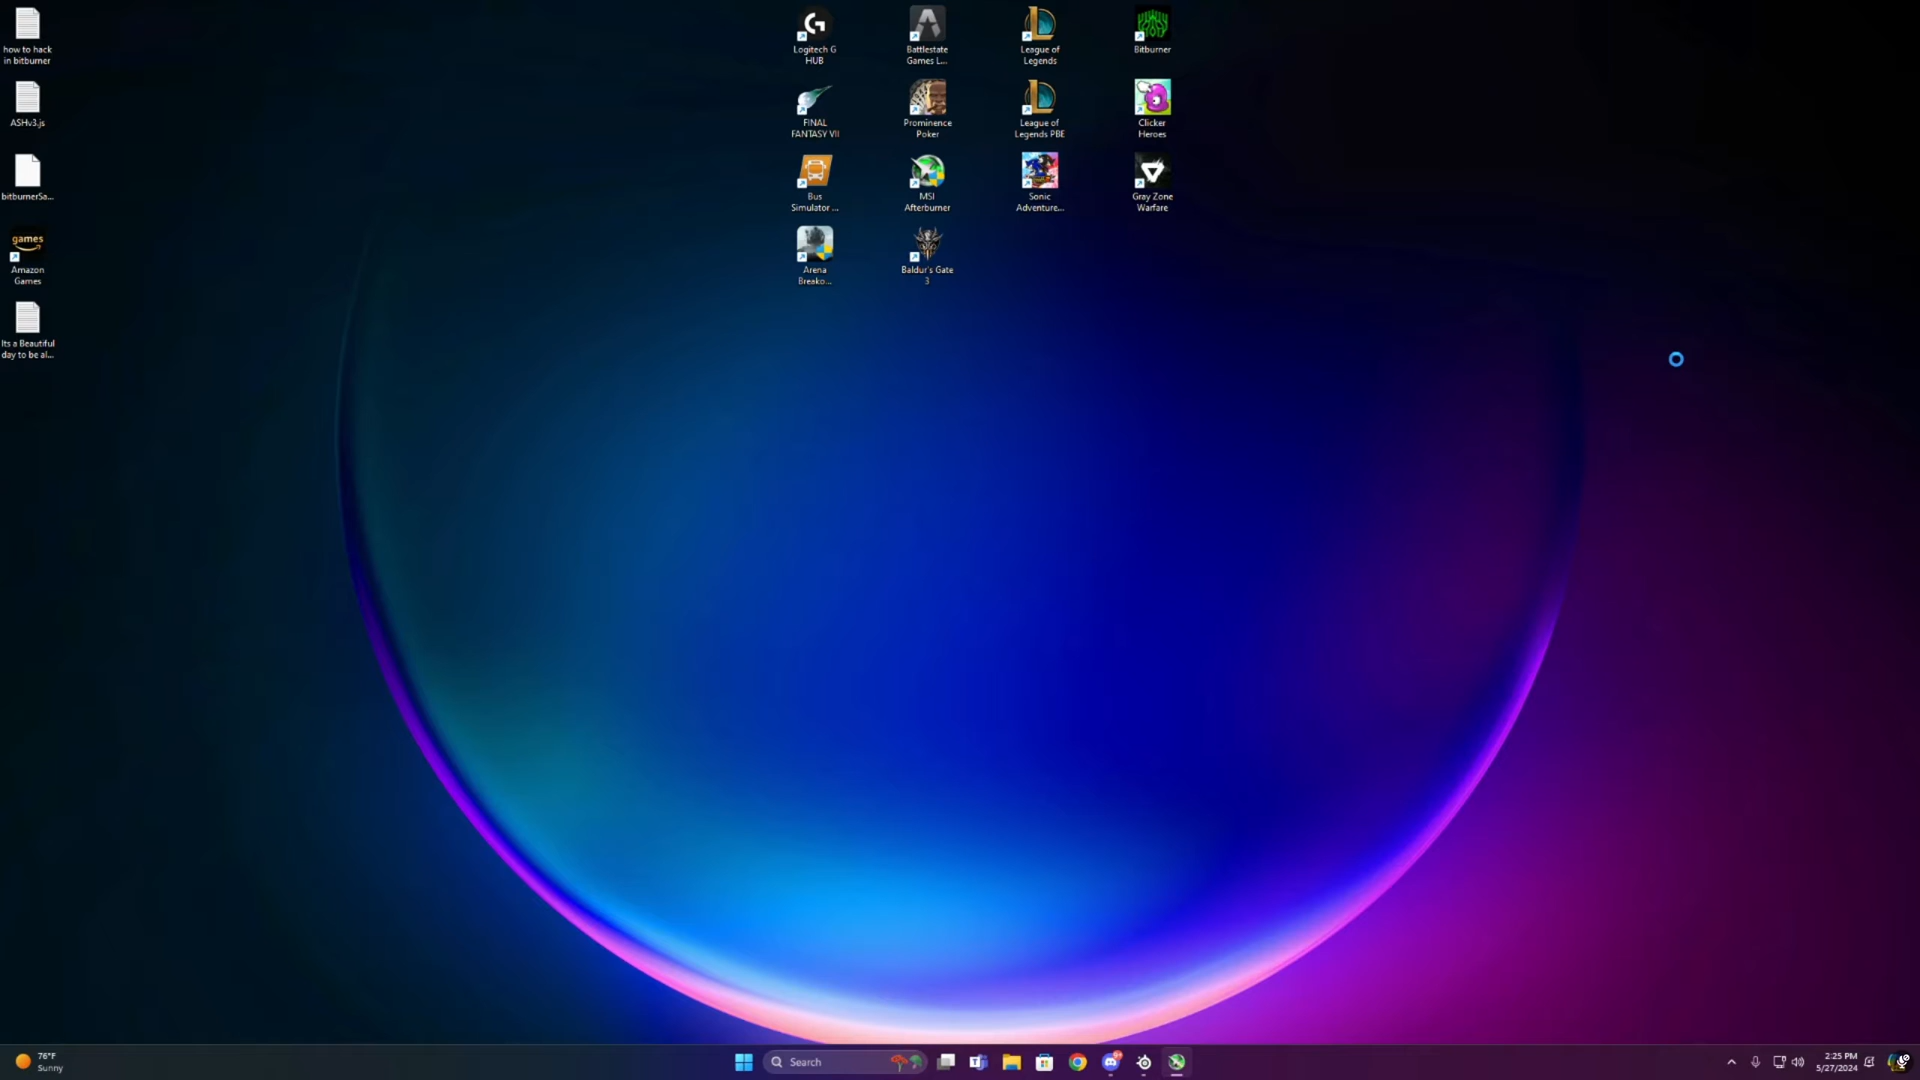 how to hack
in bitburner
ASHv3.js
bitburnerSa...
games
Amazon
Games
Its a Beautiful
day to be al...
Logitech G
HUB
Battlestate
Games L...
League of
Legends
Bitburner
FINAL
FANTASY VII
Prominence
Poker
League of
Legends PBE
Clicker
Heroes
Bus
Simulator ...
MSI
Afterburner
Sonic
Adventure...
Gray Zone
Warfare
Arena
Breako...
Baldur's Gate
3
76°F
Sunny
Search
2:25 PM
5/27/2024